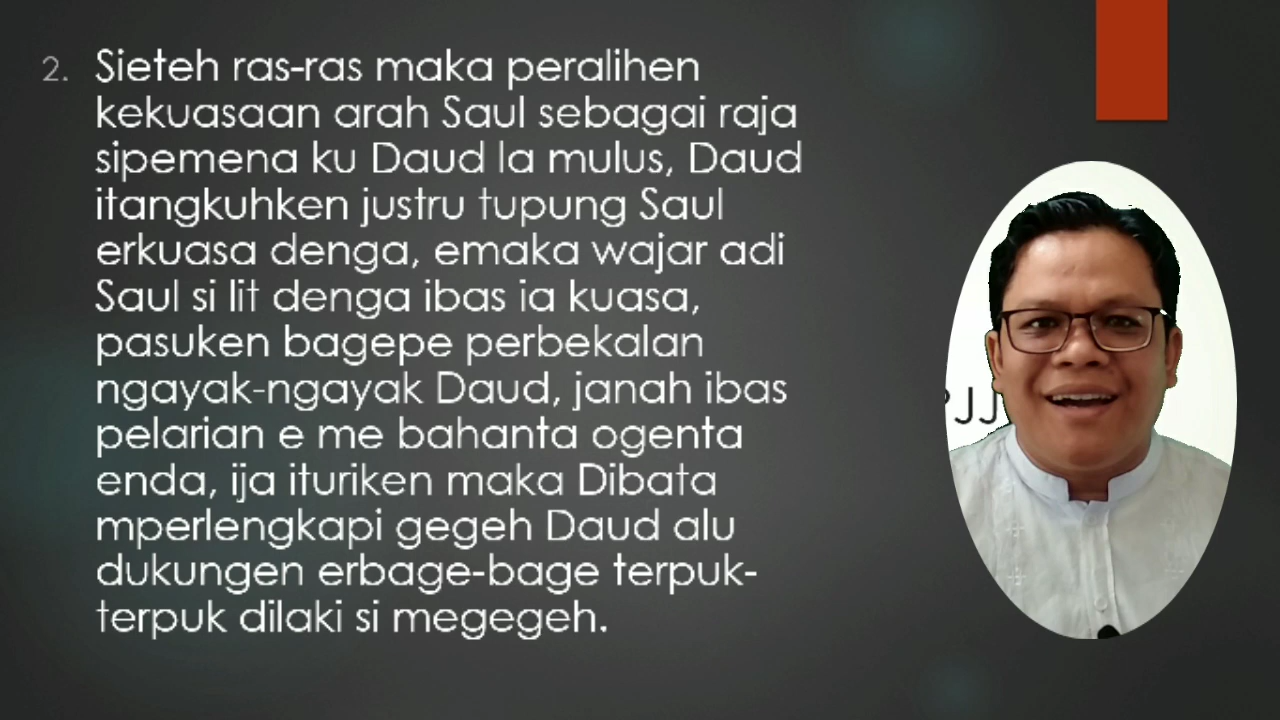 2. Sieteh ras-ras maka peralihen
kekuasaan arah Saul sebagai raja
sipemena ku Daud la mulus, Daud
itangkuhken justru tupung Saul
erkuasa denga, emaka wajar adi
Saul si lit denga ibas ia kuasa,
pasuken bagepe perbekalan
ngayak-ngayak Daud, janah ibas
pelarian e me bahanta ogenta
enda, ija ituriken maka Dibata
mperlengkapi gegeh Daud alu
dukungen erbage-bage terpuk-
terpuk dilaki si megegeh.